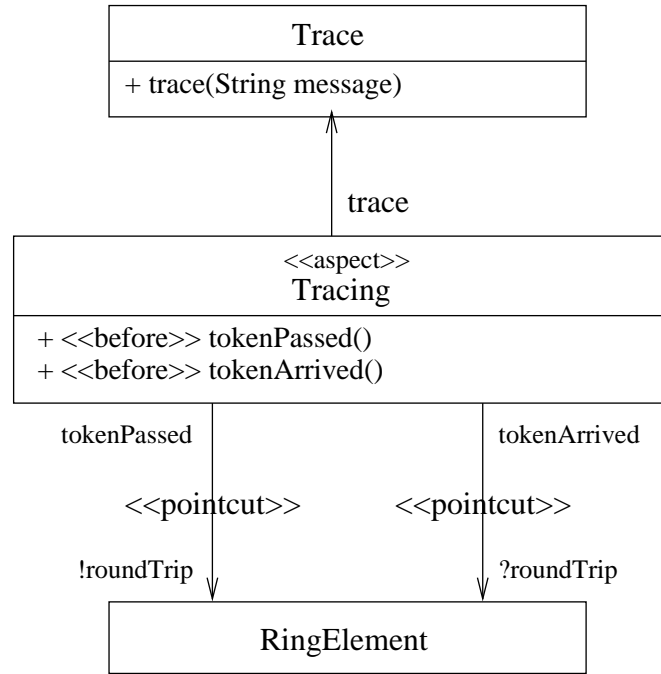 Trace
+ trace(String message)
trace
<<aspect>>
Tracing
+ <<before>> tokenPassed()
+ <<before>> tokenArrived()
tokenPassed
tokenArrived
<<pointcut>>
<<pointcut>>
!roundTrip
?roundTrip
RingElement